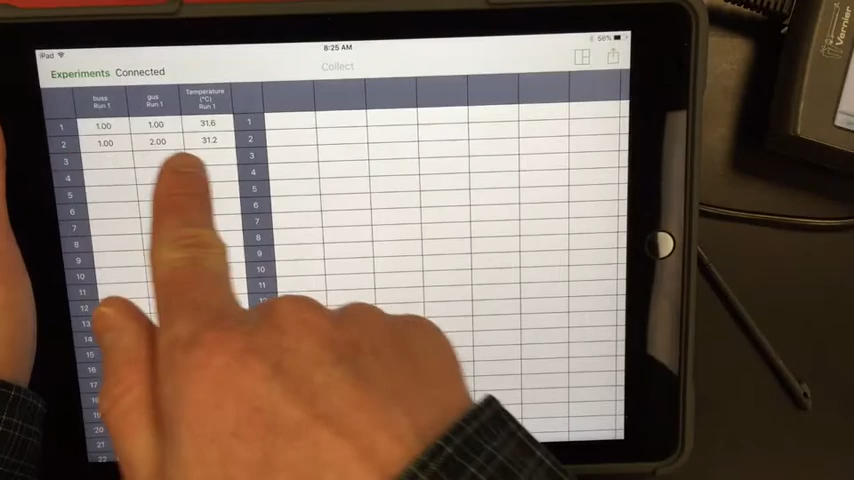 iPad
8:25 AM
56%
Experiments Connected
Collect
buss
Run 1
gus
Run 1
Temperature
(°C)
Run 1
1 1.00 1.00 31.6 1
2 1.00 2.00 31.2 2
3 3
4 4
5 5
6 6
7 7
8 8
9 9
10 10
11 11
12 12
13
14
15
16
17
18
20
21
22
Vernier